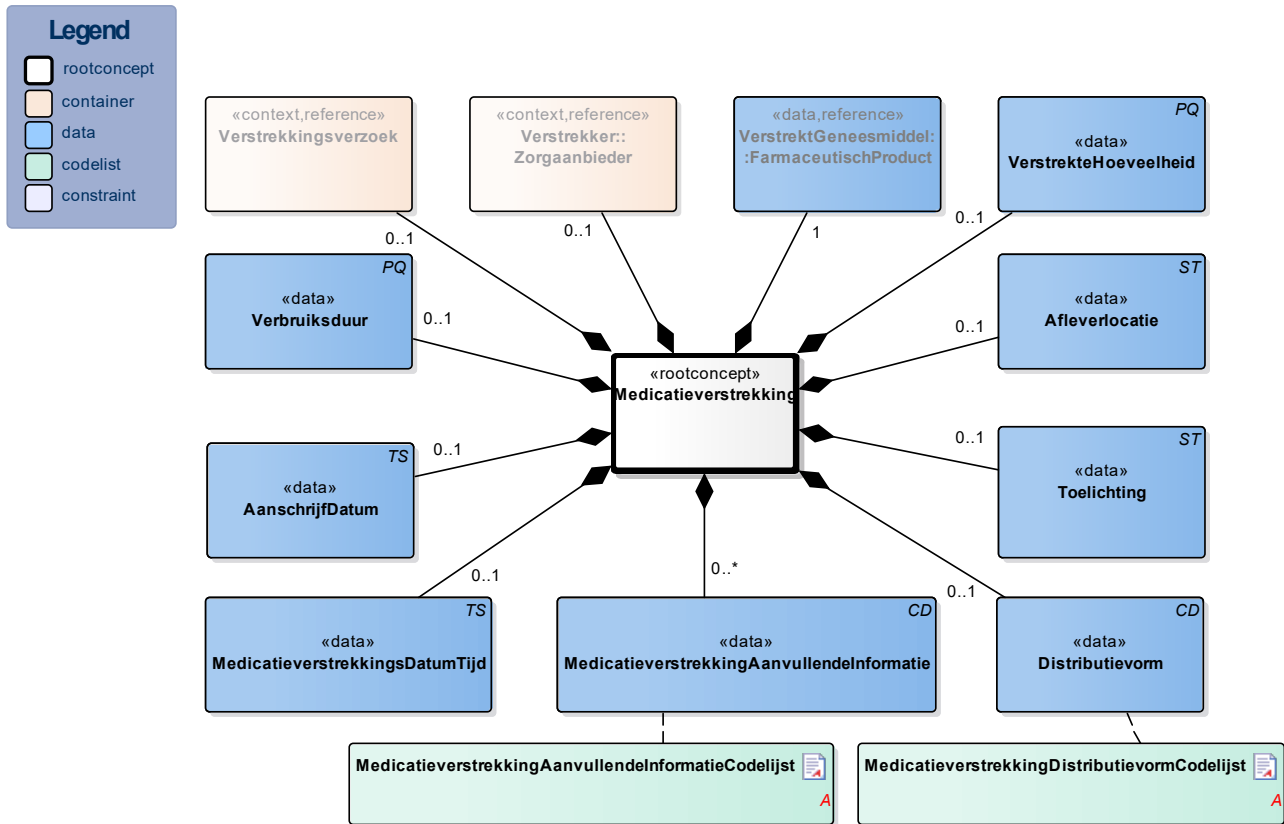 Legend
rootconcept
container
data
codelist
constraint
«context,reference»
Verstrekkingsverzoek
«context,reference»
Verstrekker::
Zorgaanbieder
«data,reference»
VerstrektGeneesmiddel:
:FarmaceutischProduct
PQ
«data»
VerstrekteHoeveelheid
0..1
0..1
1
0..1
PQ
«data»
Verbruiksduur
0..1
ST
«data»
Afleverlocatie
0..1
«rootconcept»
Medicatieverstrekking
TS
«data»
AanschrijfDatum
0..1
ST
«data»
Toelichting
0..1
0..1
0..*
0..1
TS
«data»
MedicatieverstrekkingsDatumTijd
CD
«data»
MedicatieverstrekkingAanvullendeInformatie
CD
«data»
Distributievorm
MedicatieverstrekkingAanvullendeInformatieCodelijst
A
MedicatieverstrekkingDistributievormCodelijst
A